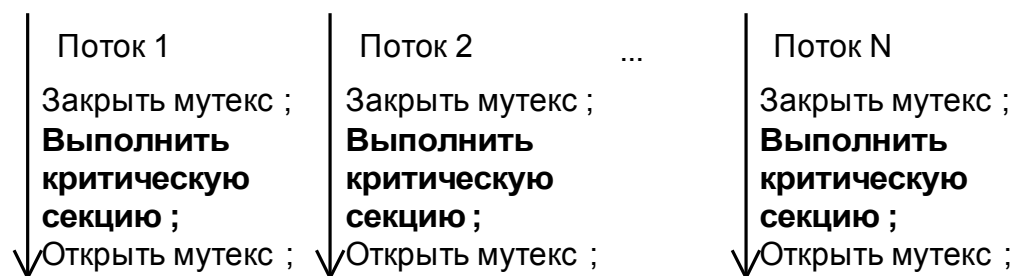 Поток 1
Закрыть мутекс ;
Выполнить
критическую
секцию ;
Открыть мутекс ;
Поток 2
Закрыть мутекс ;
Выполнить
критическую
секцию ;
Открыть мутекс ;
...
Поток N
Закрыть мутекс ;
Выполнить
критическую
секцию ;
Открыть мутекс ;